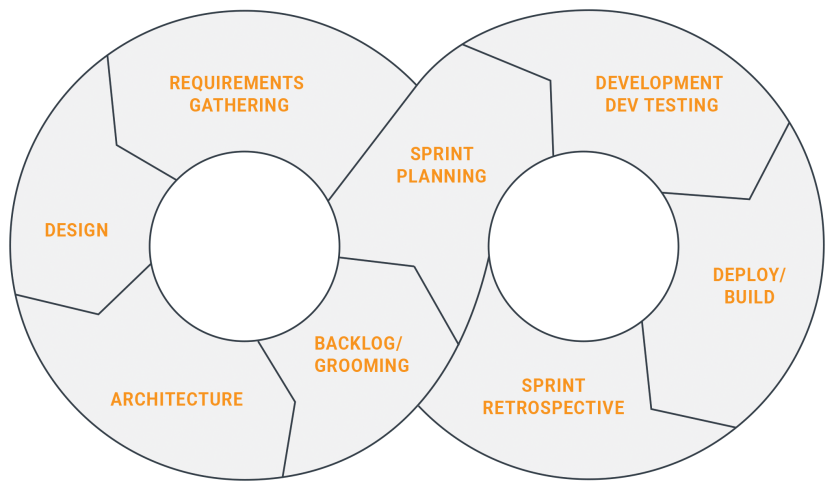 REQUIREMENTS
GATHERING
DESIGN
ARCHITECTURE
BACKLOG/
GROOMING
SPRINT
PLANNING
DEVELOPMENT
DEV TESTING
DEPLOY/
BUILD
SPRINT
RETROSPECTIVE